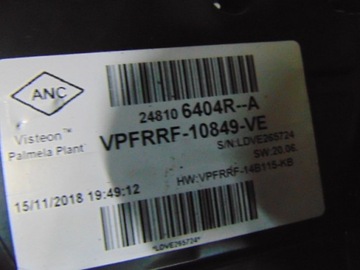 ANC
24810 6404R--A
Visteon™
Palmela Plant
VPFRRF-10849-VE
S/N:LDVE265724
SW:20.06.
15/11/2018 19:49:12
HW:VPFRRF-14B115-KB
*LDVE265724*